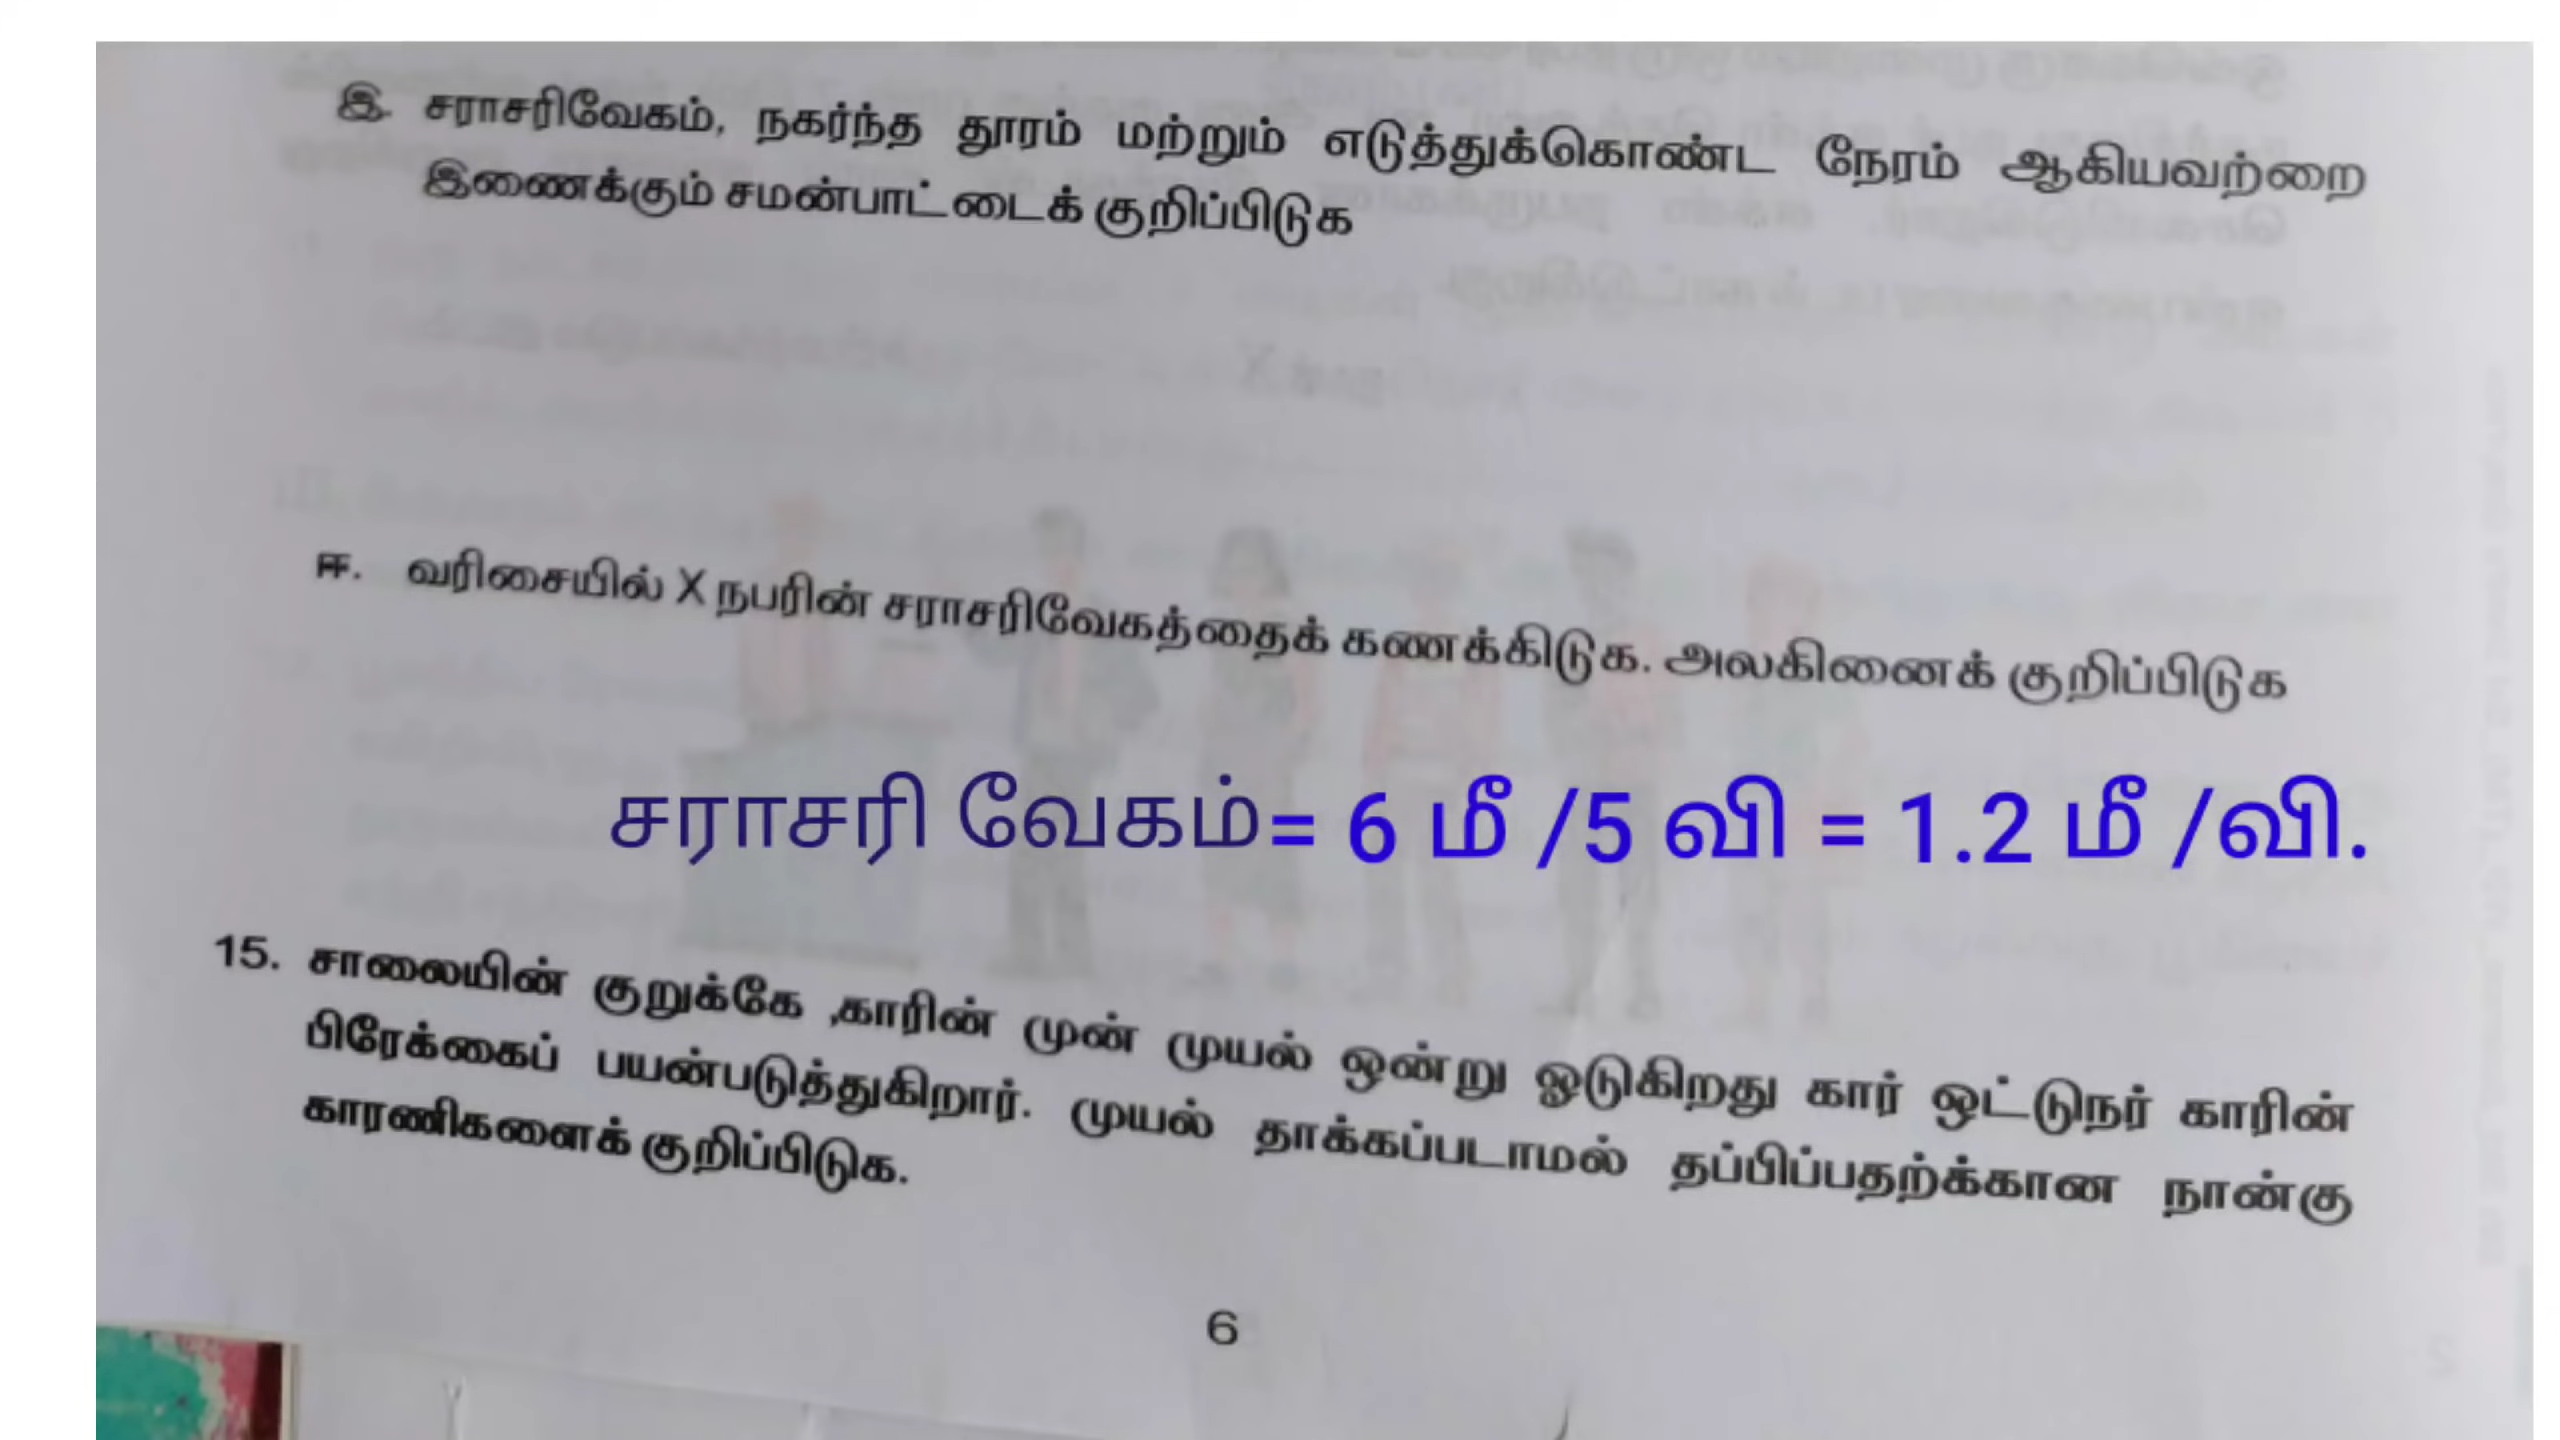 இ. சராசரிவேகம், நகர்ந்த தூரம் மற்றும் எடுத்துக்கொண்ட நேரம் ஆகியவற்றை
இணைக்கும் சமன்பாட்டைக் குறிப்பிடுக
ஈ. வரிசையில் X நபரின் சராசரிவேகத்தைக் கணக்கிடுக. அலகினைக் குறிப்பிடுக
சராசரி வேகம்= 6 மீ /5 வி = 1.2 மீ /வி.
15. சாலையின் குறுக்கே ,காரின் முன் முயல் ஒன்று ஓடுகிறது கார் ஒட்டுநர் காரின்
பிரேக்கைப் பயன்படுத்துகிறார். முயல் தாக்கப்படாமல் தப்பிப்பதற்க்கான நான்கு
காரணிகளைக் குறிப்பிடுக.
6